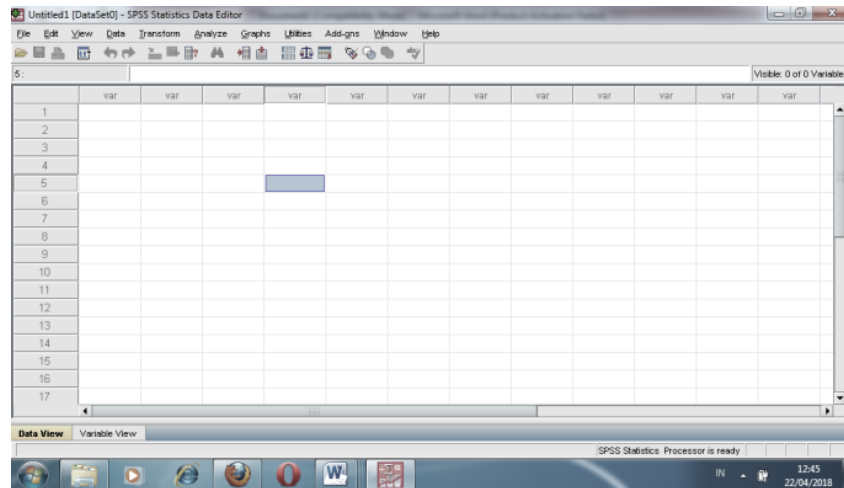 Untitled1 [DataSet0] - SPSS Statistics Data Editor
File Edit View Data Transform Analyze Graphs Utilities Add-ons Window Help
5 : Visible: 0 of 0 Variable
var var var var var var var var var var var var
1
2
3
4
5
6
7
8
9
10
11
12
13
14
15
16
17
Data View Variable View
SPSS Statistics Processor is ready
IN 12:45
22/04/2018